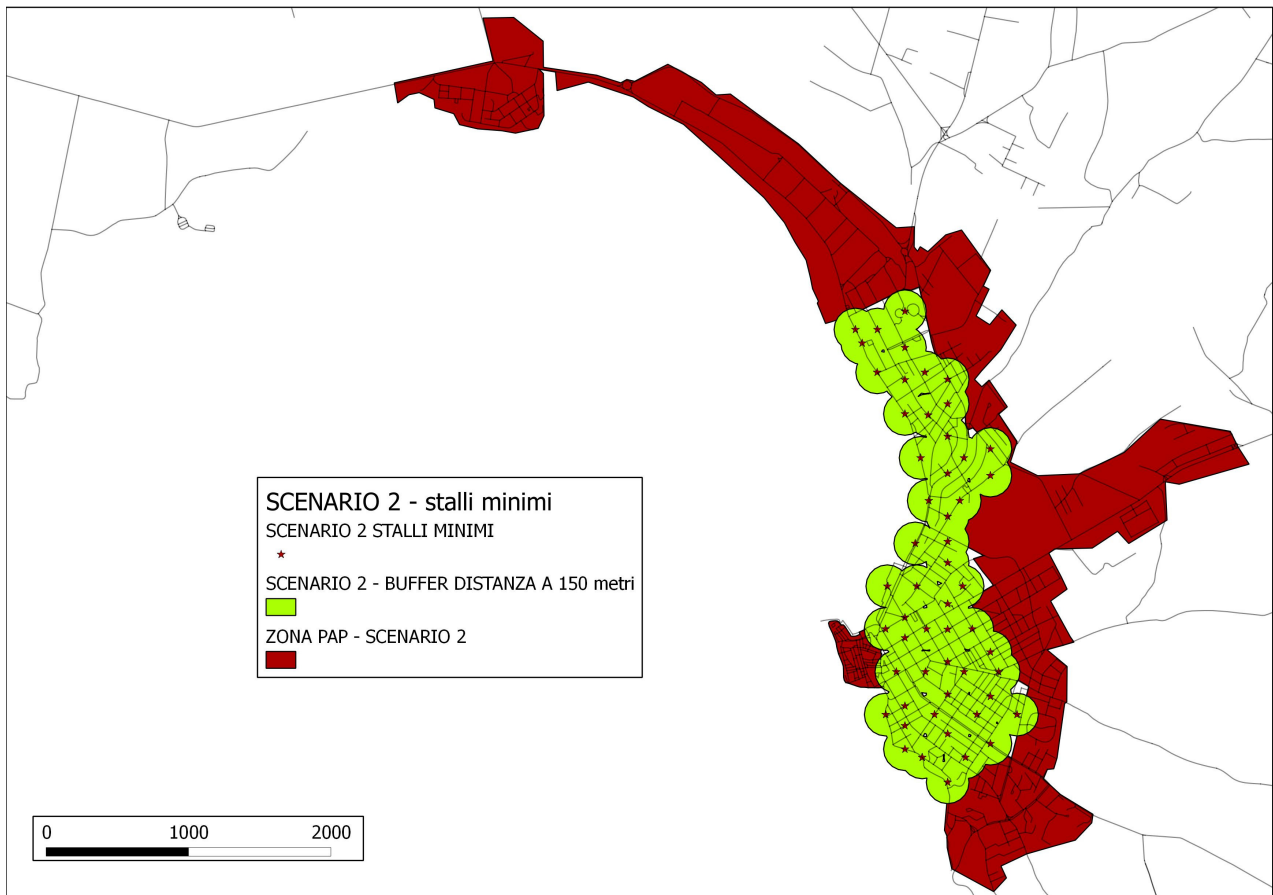 SCENARIO 2 - stalli minimi
SCENARIO 2 STALLI MINIMI
SCENARIO 2 - BUFFER DISTANZA A 150 metri
ZONA PAP - SCENARIO 2
0 1000 2000